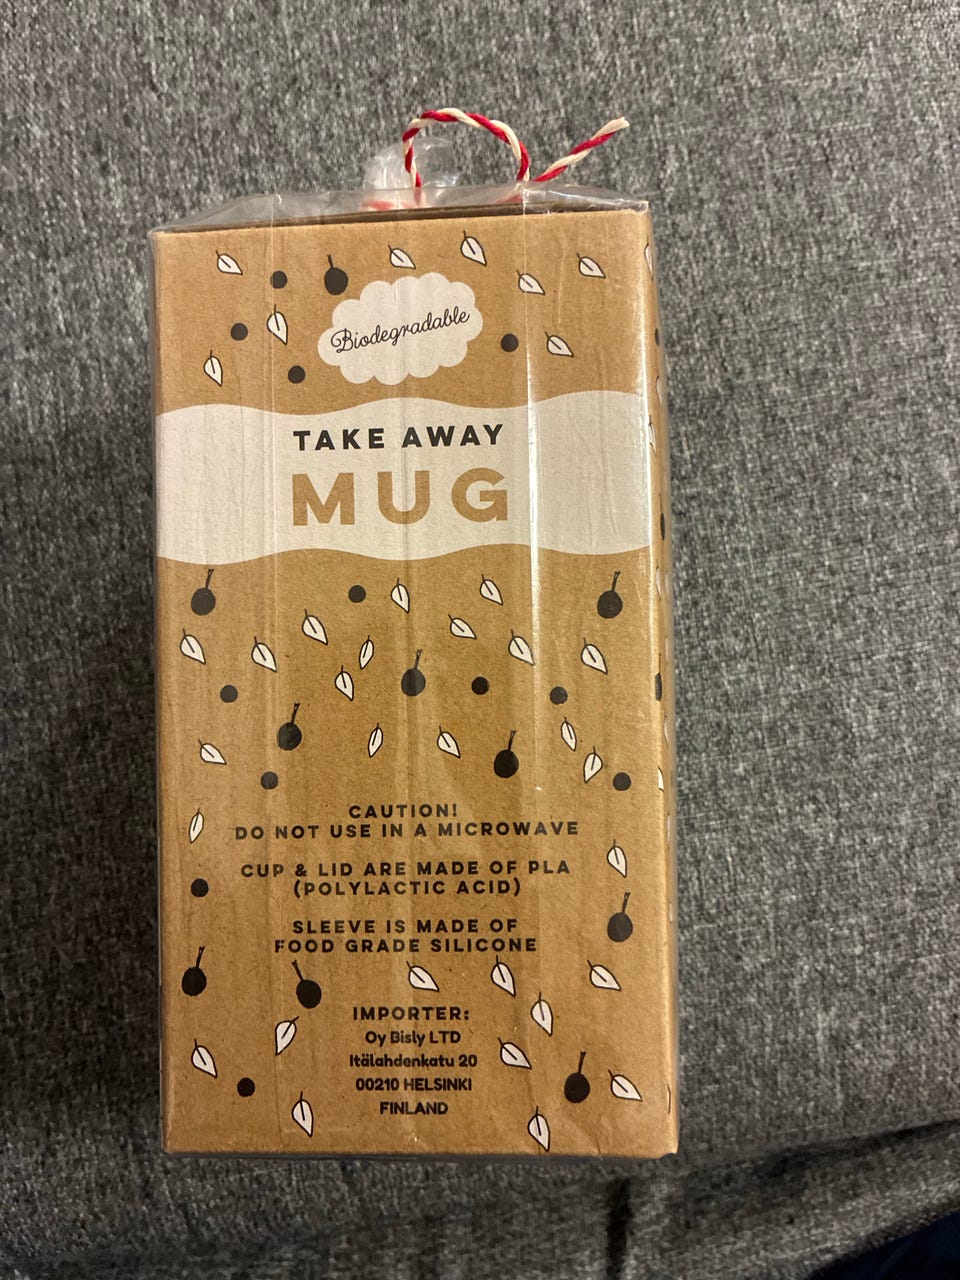 Biodegradable
TAKE AWAY
MUG
CAUTION!
DO NOT USE IN A MICROWAVE
CUP & LID ARE MADE OF PLA
(POLYLACTIC ACID)
SLEEVE IS MADE OF
FOOD GRADE SILICONE
IMPORTER:
Oy Bisly LTD
Itälahdenkatu 20
00210 HELSINKI
FINLAND